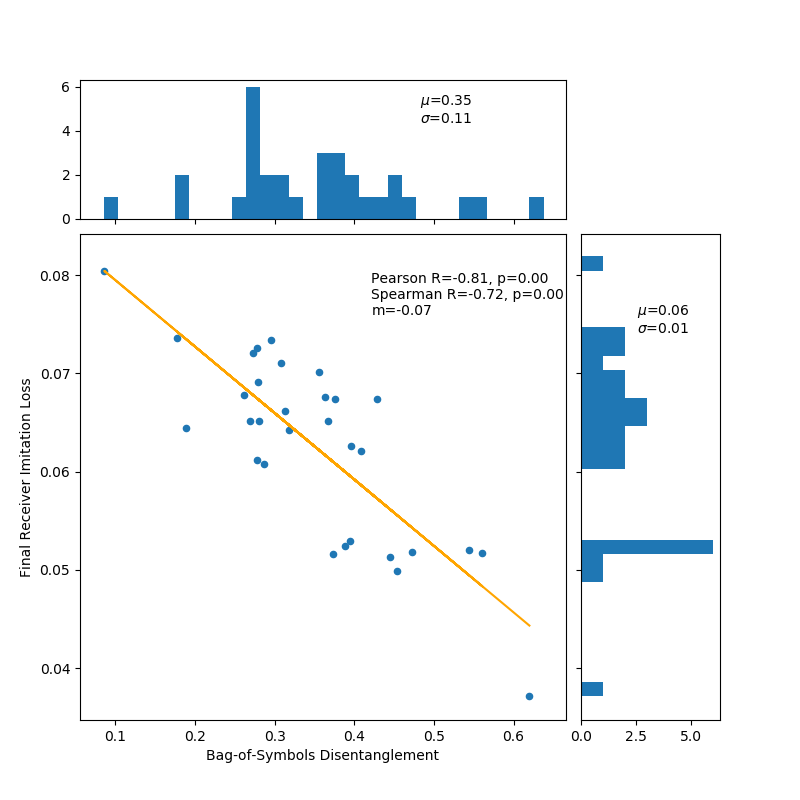 6
4
2
0
μ=0.35
σ=0.11
0.08
0.07
0.06
0.05
0.04
Final Receiver Imitation Loss
Pearson R=-0.81, p=0.00
Spearman R=-0.72, p=0.00
m=-0.07
0.1 0.2 0.3 0.4 0.5 0.6
Bag-of-Symbols Disentanglement
μ=0.06
σ=0.01
0.0 2.5 5.0